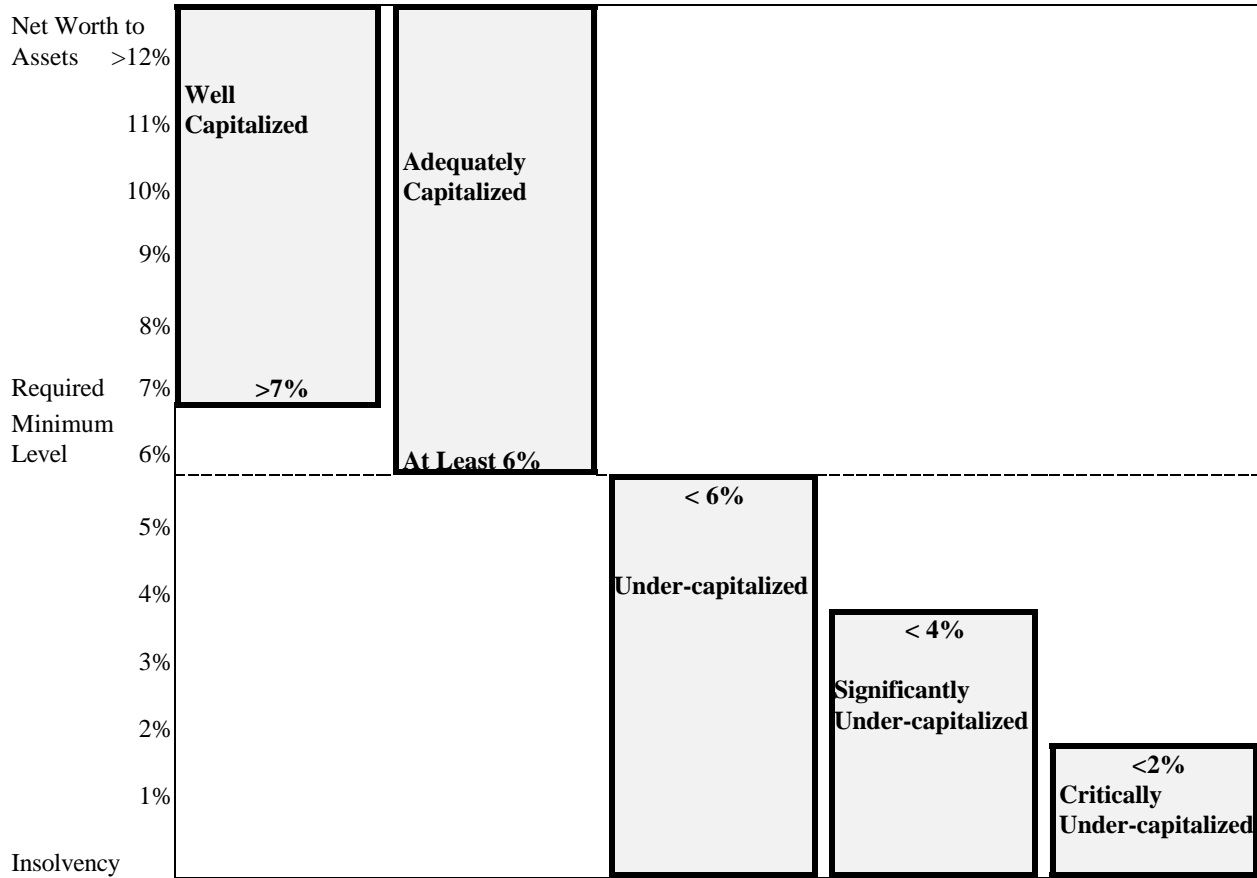 Net Worth to
Assets >12%
Well
Capitalized
11%
Adequately
Capitalized
10%
9%
8%
Required 7%
>7%
Minimum
Level 6%
At Least 6%
< 6%
5%
4%
Under-capitalized
< 4%
3%
Significantly
Under-capitalized
2%
<2%
1%
Critically
Under-capitalized
Insolvency